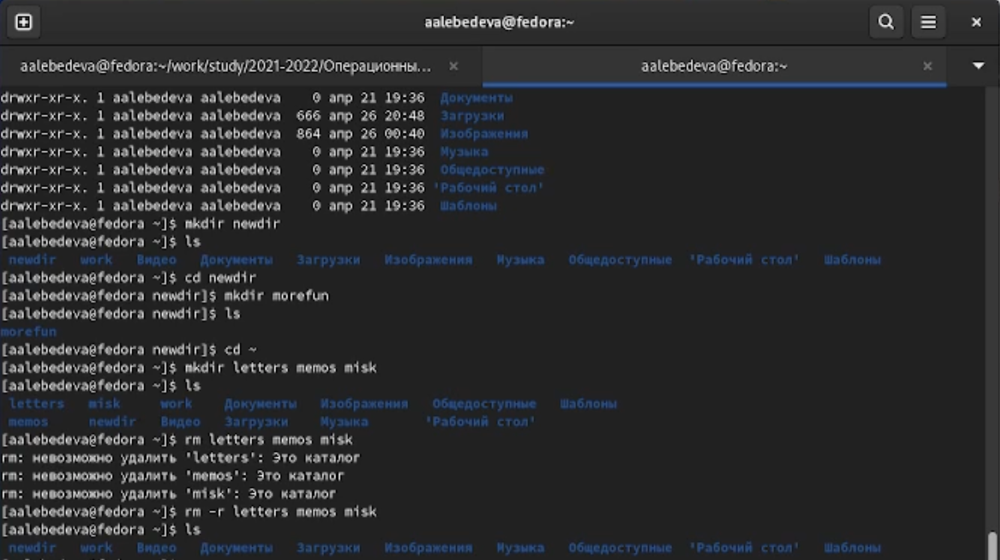 aalebedeva@fedora:~
aalebedeva@fedora:~/work/study/2021-2022/Операционны... aalebedeva@fedora:~
drwxr-xr-x. 1 aalebedeva aalebedeva 0 апр 21 19:36 Документы
drwxr-xr-x. 1 aalebedeva aalebedeva 666 апр 26 20:48 Загрузки
drwxr-xr-x. 1 aalebedeva aalebedeva 864 апр 26 00:40 Изображения
drwxr-xr-x. 1 aalebedeva aalebedeva 0 апр 21 19:36 Музыка
drwxr-xr-x. 1 aalebedeva aalebedeva 0 апр 21 19:36 Общедоступные
drwxr-xr-x. 1 aalebedeva aalebedeva 0 апр 21 19:36 'Рабочий стол'
drwxr-xr-x. 1 aalebedeva aalebedeva 0 апр 21 19:36 Шаблоны
[aalebedeva@fedora ~]$ mkdir newdir
[aalebedeva@fedora ~]$ ls
newdir work Видео Документы Загрузки Изображения Музыка Общедоступные 'Рабочий стол' Шаблоны
[aalebedeva@fedora ~]$ cd newdir
[aalebedeva@fedora newdir]$ mkdir morefun
[aalebedeva@fedora newdir]$ ls
morefun
[aalebedeva@fedora newdir]$ cd ~
[aalebedeva@fedora ~]$ mkdir letters memos misk
[aalebedeva@fedora ~]$ ls
letters misk work Документы Изображения Общедоступные Шаблоны
memos newdir Видео Загрузки Музыка 'Рабочий стол'
[aalebedeva@fedora ~]$ rm letters memos misk
rm: невозможно удалить 'letters': Это каталог
rm: невозможно удалить 'memos': Это каталог
rm: невозможно удалить 'misk': Это каталог
[aalebedeva@fedora ~]$ rm -r letters memos misk
[aalebedeva@fedora ~]$ ls
newdir work Видео Документы Загрузки Изображения Музыка Общедоступные 'Рабочий стол' Шаблоны